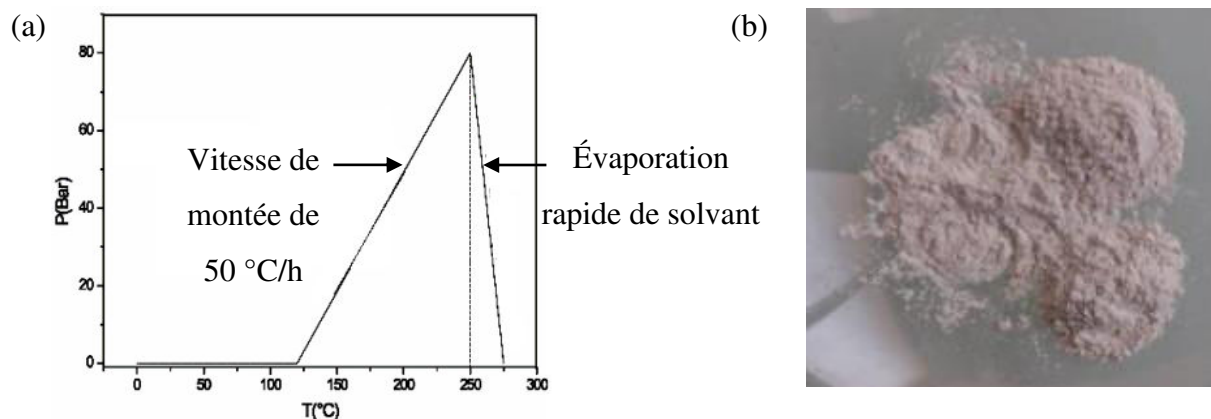 (a)
(b)
80
60
40
20
0
P(Bar)
Vitesse de
montée de
50 °C/h
Évaporation
rapide de solvant
0
50
100
150
200
250
300
T(°C)